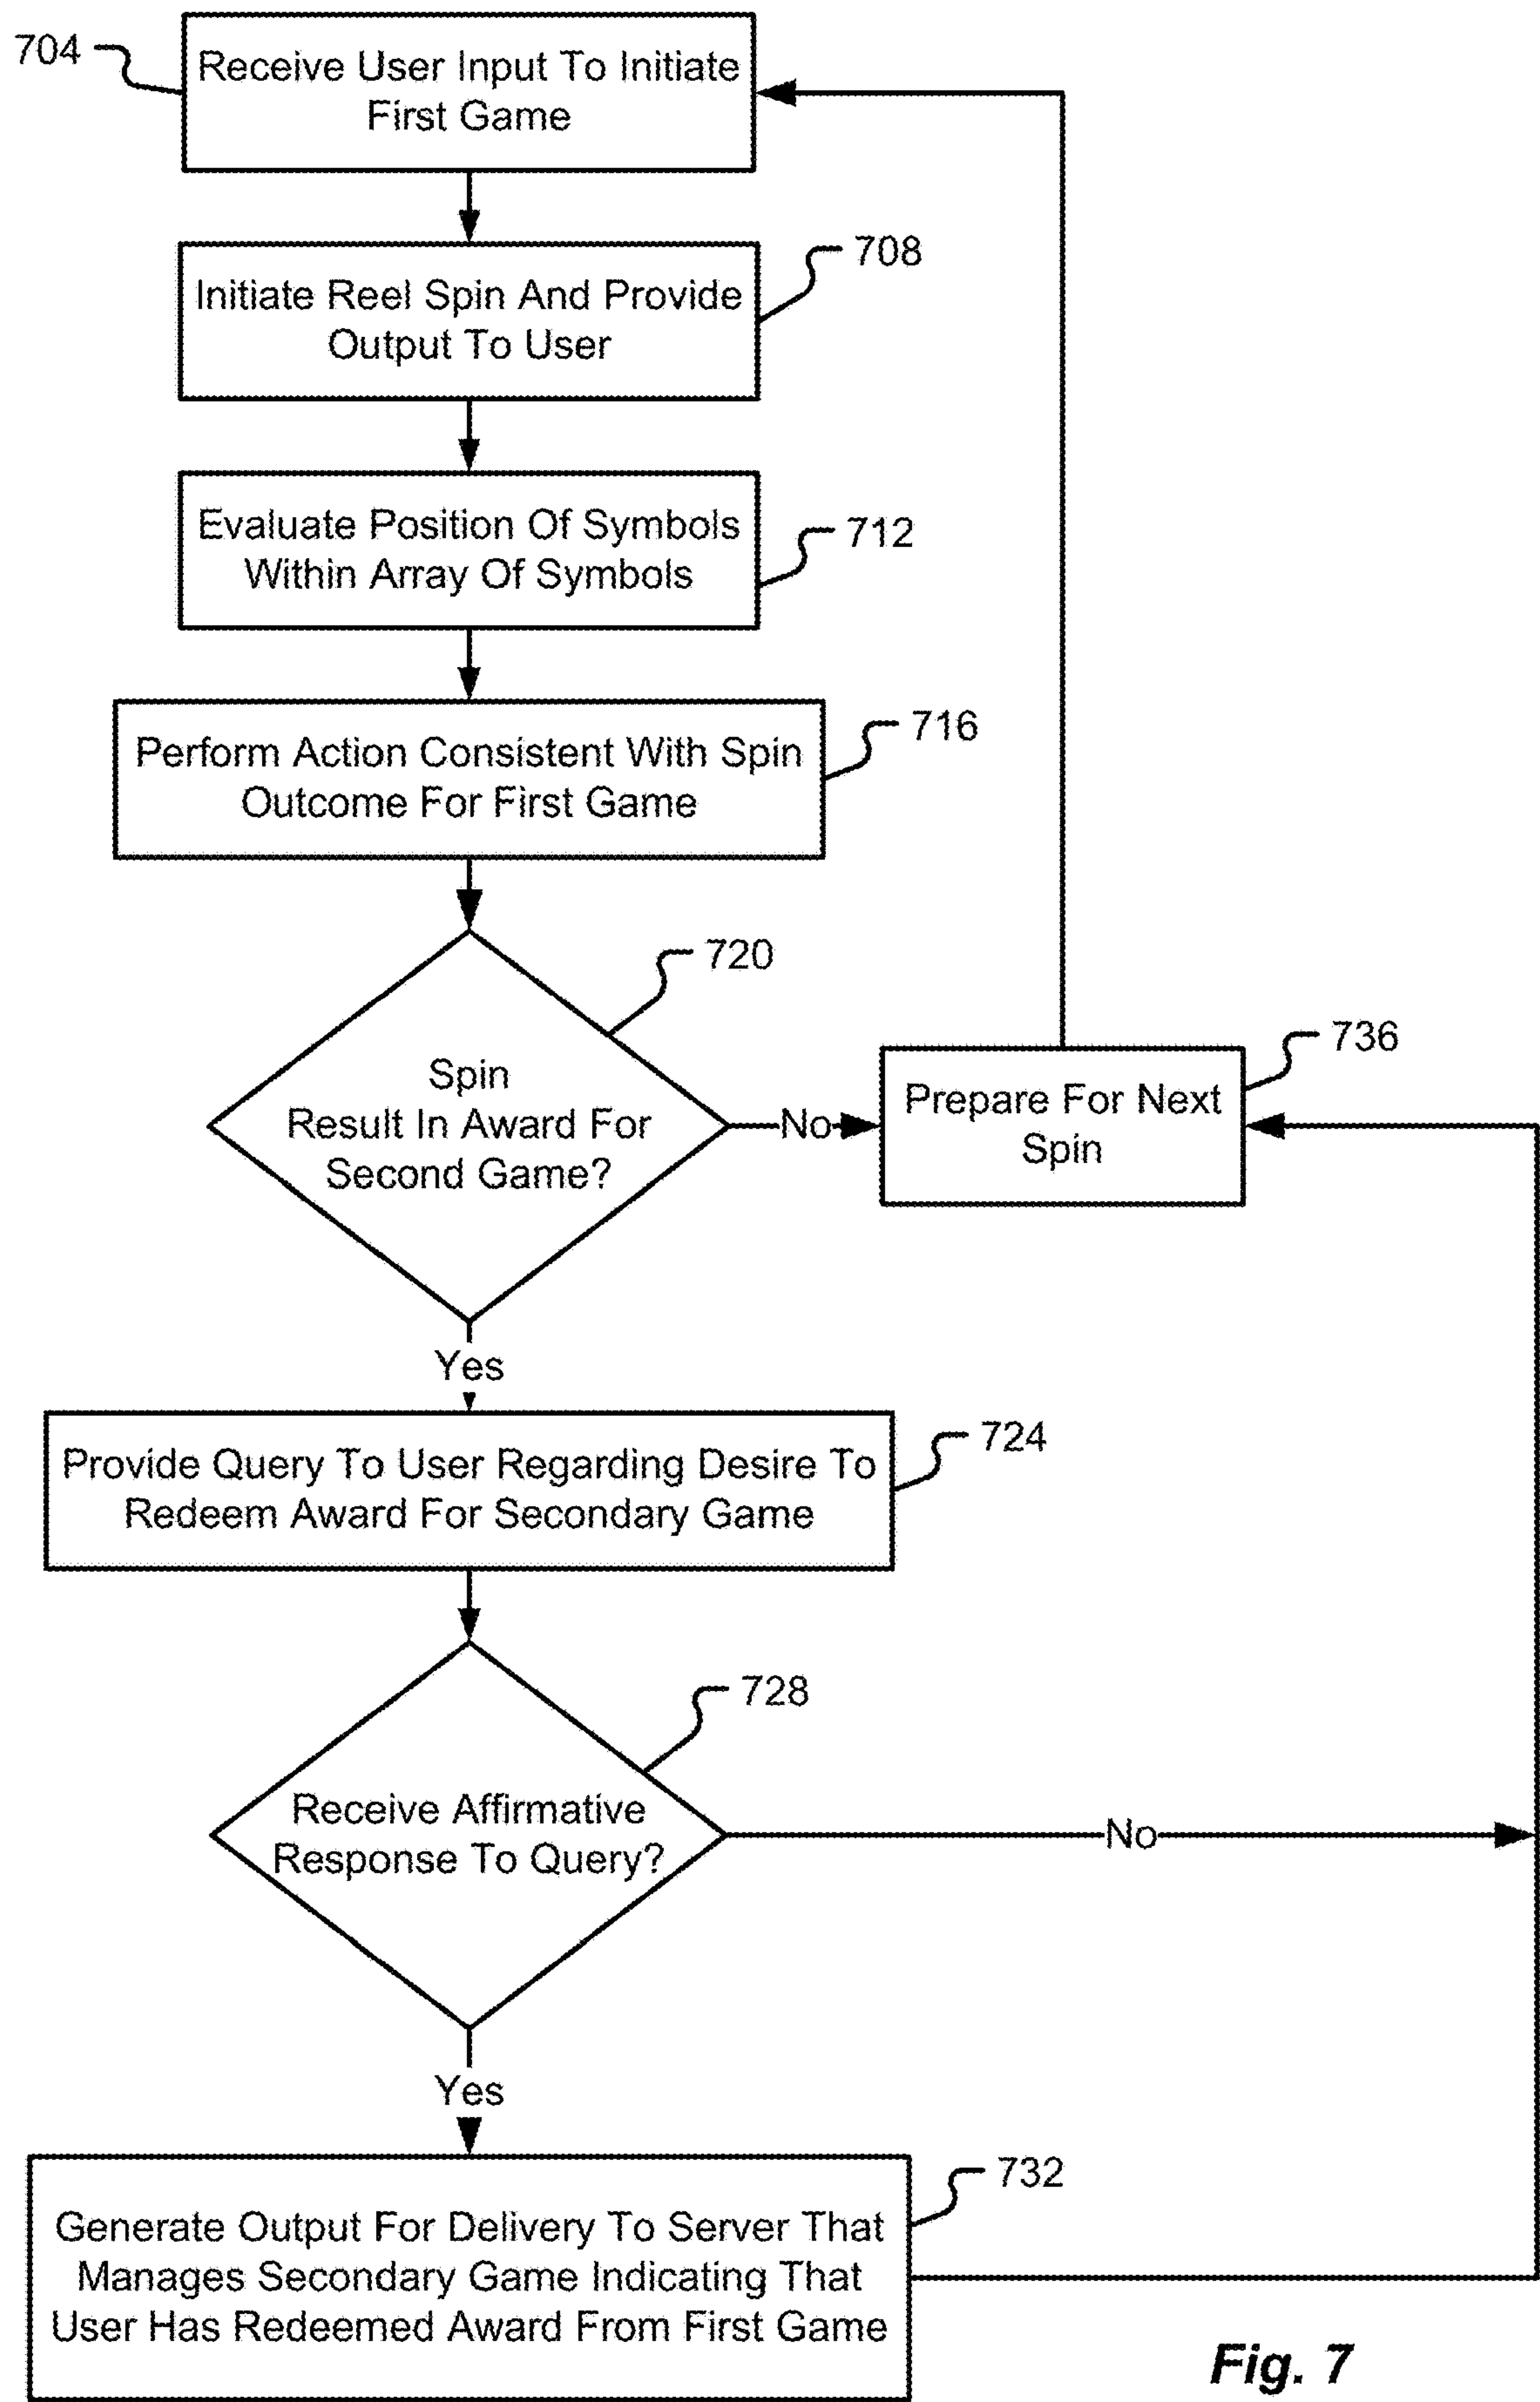 704
Receive User Input To Initiate
First Game
708
Initiate Reel Spin And Provide
Output To User
712
Evaluate Position Of Symbols
Within Array Of Symbols
716
Perform Action Consistent With Spin
Outcome For First Game
720
Spin
Result In Award For
Second Game?
No
736
Prepare For Next
Spin
Yes
724
Provide Query To User Regarding Desire To
Redeem Award For Secondary Game
728
Receive Affirmative
Response To Query?
No
Yes
732
Generate Output For Delivery To Server That
Manages Secondary Game Indicating That
User Has Redeemed Award From First Game
Fig. 7